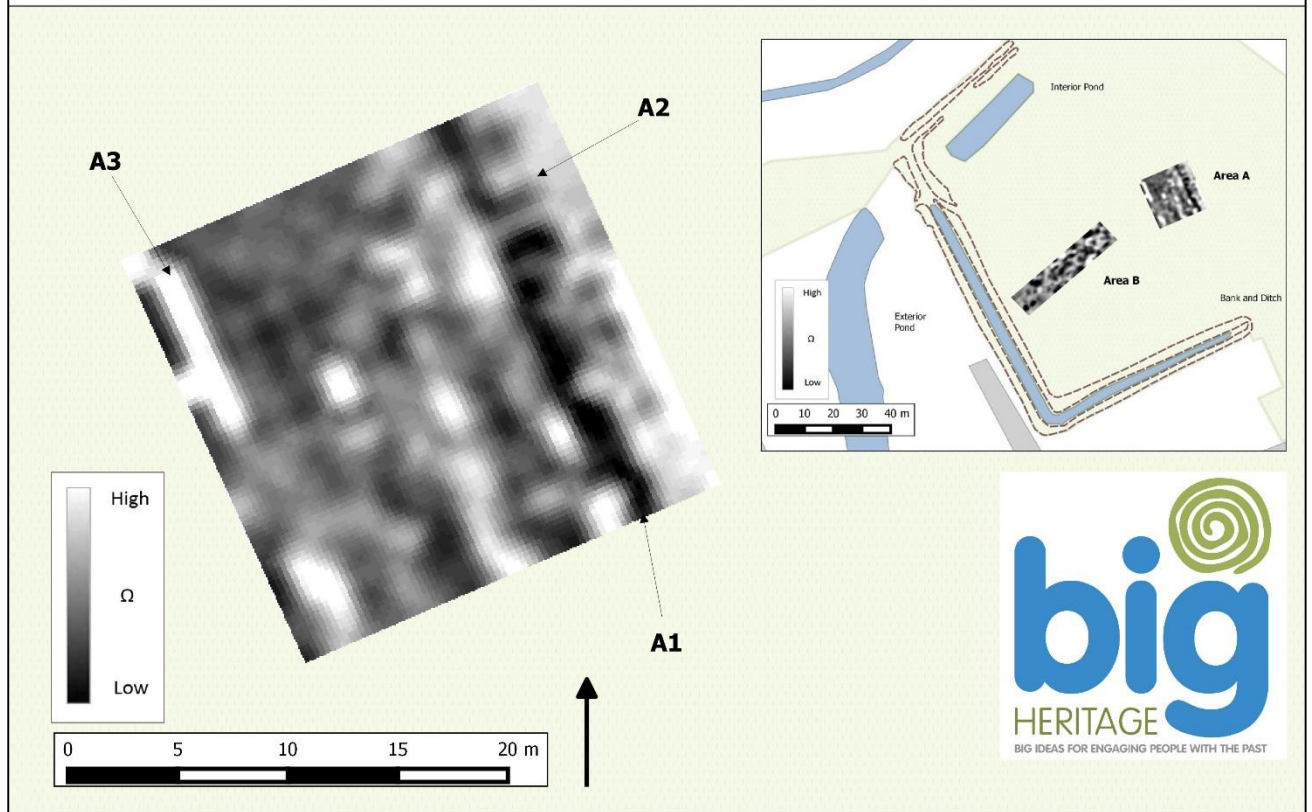 A3
A2
A1
High
Ω
Low
0 5 10 15 20 m
Interior Pond
Area A
Area B
Bank and Ditch
Exterior
Pond
High
Ω
Low
0 10 20 30 40 m
big
HERITAGE
BIG IDEAS FOR ENGAGING PEOPLE WITH THE PAST